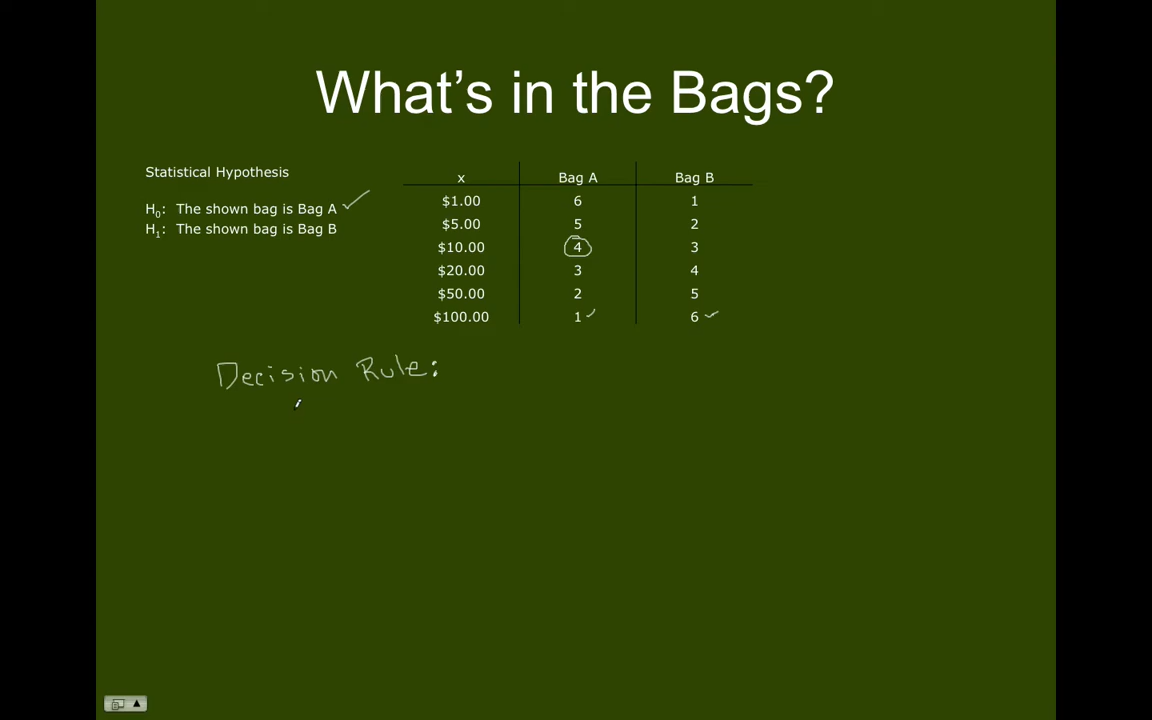 What's in the Bags?
Statistical Hypothesis
H0: The shown bag is Bag A
H1: The shown bag is Bag B
x Bag A Bag B
$1.00 6 1
$5.00 5 2
$10.00 4 3
$20.00 3 4
$50.00 2 5
$100.00 1 6
Decision Rule: